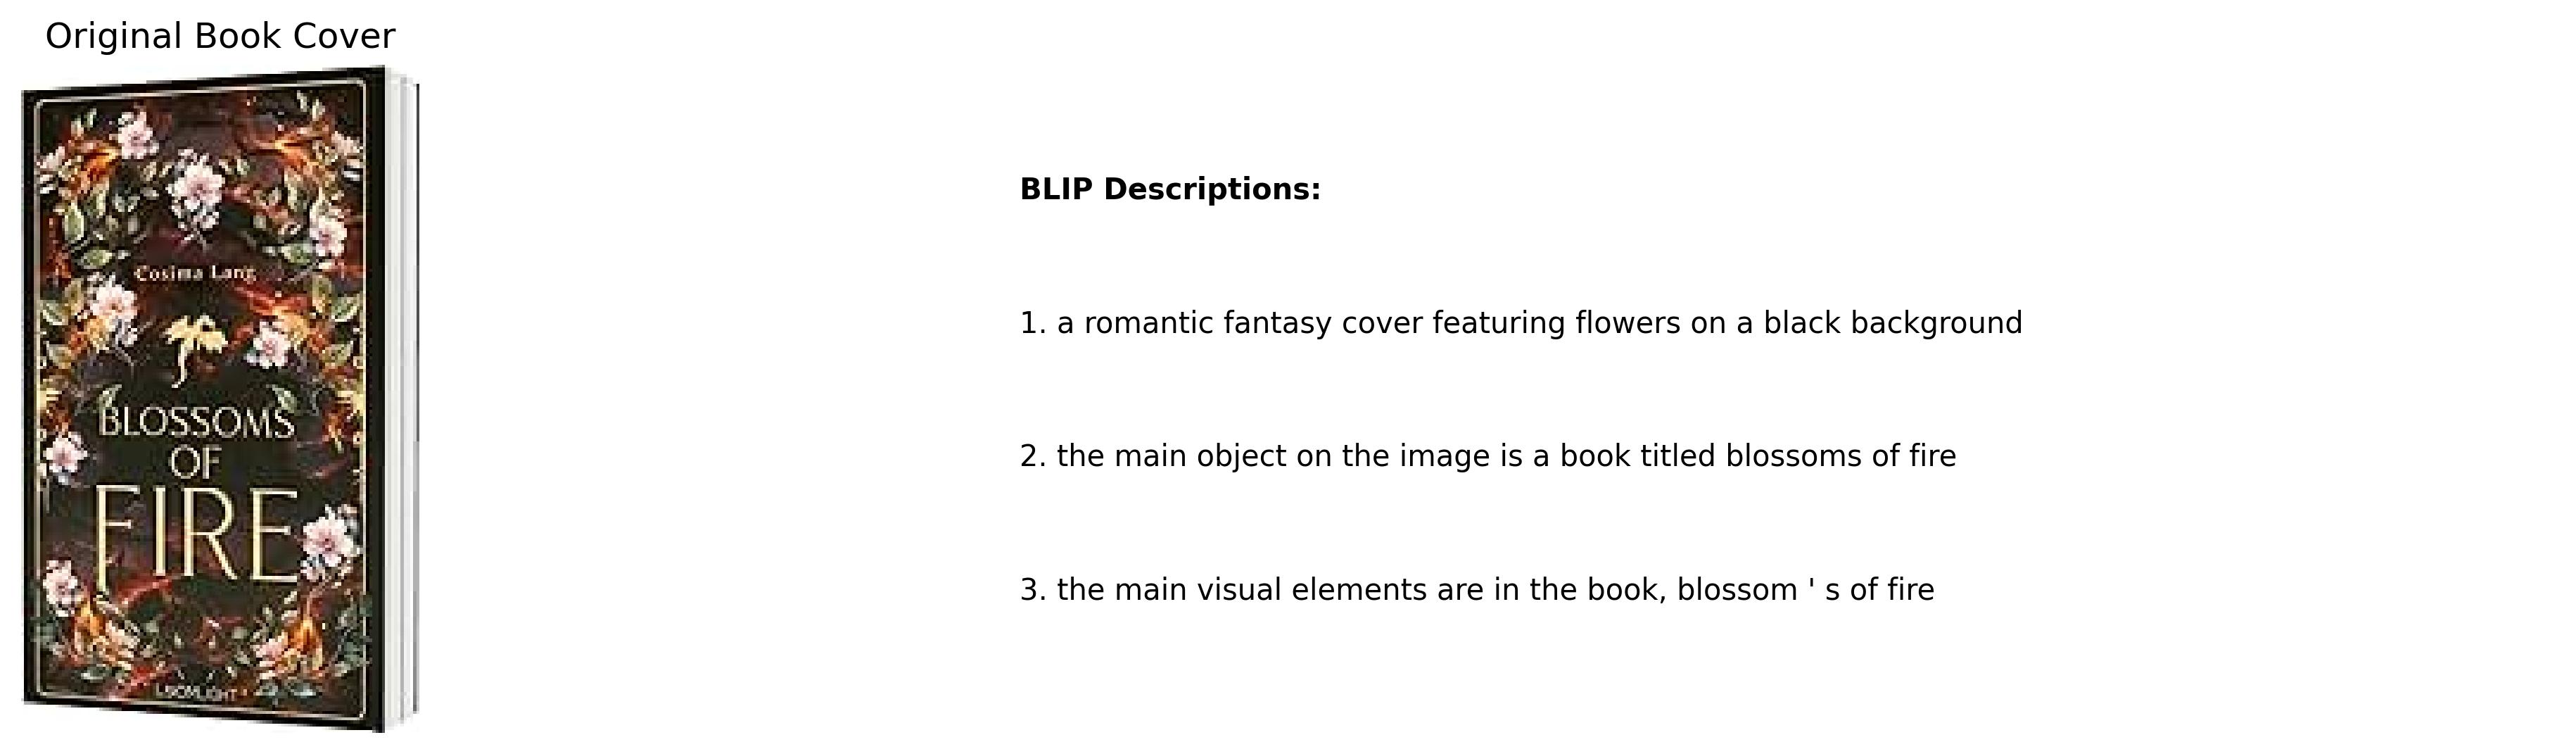 Original Book Cover
Cosima Lang
BLOSSOMS
OF
FIRE
BLIP Descriptions:
1. a romantic fantasy cover featuring flowers on a black background
2. the main object on the image is a book titled blossoms of fire
3. the main visual elements are in the book, blossom ' s of fire